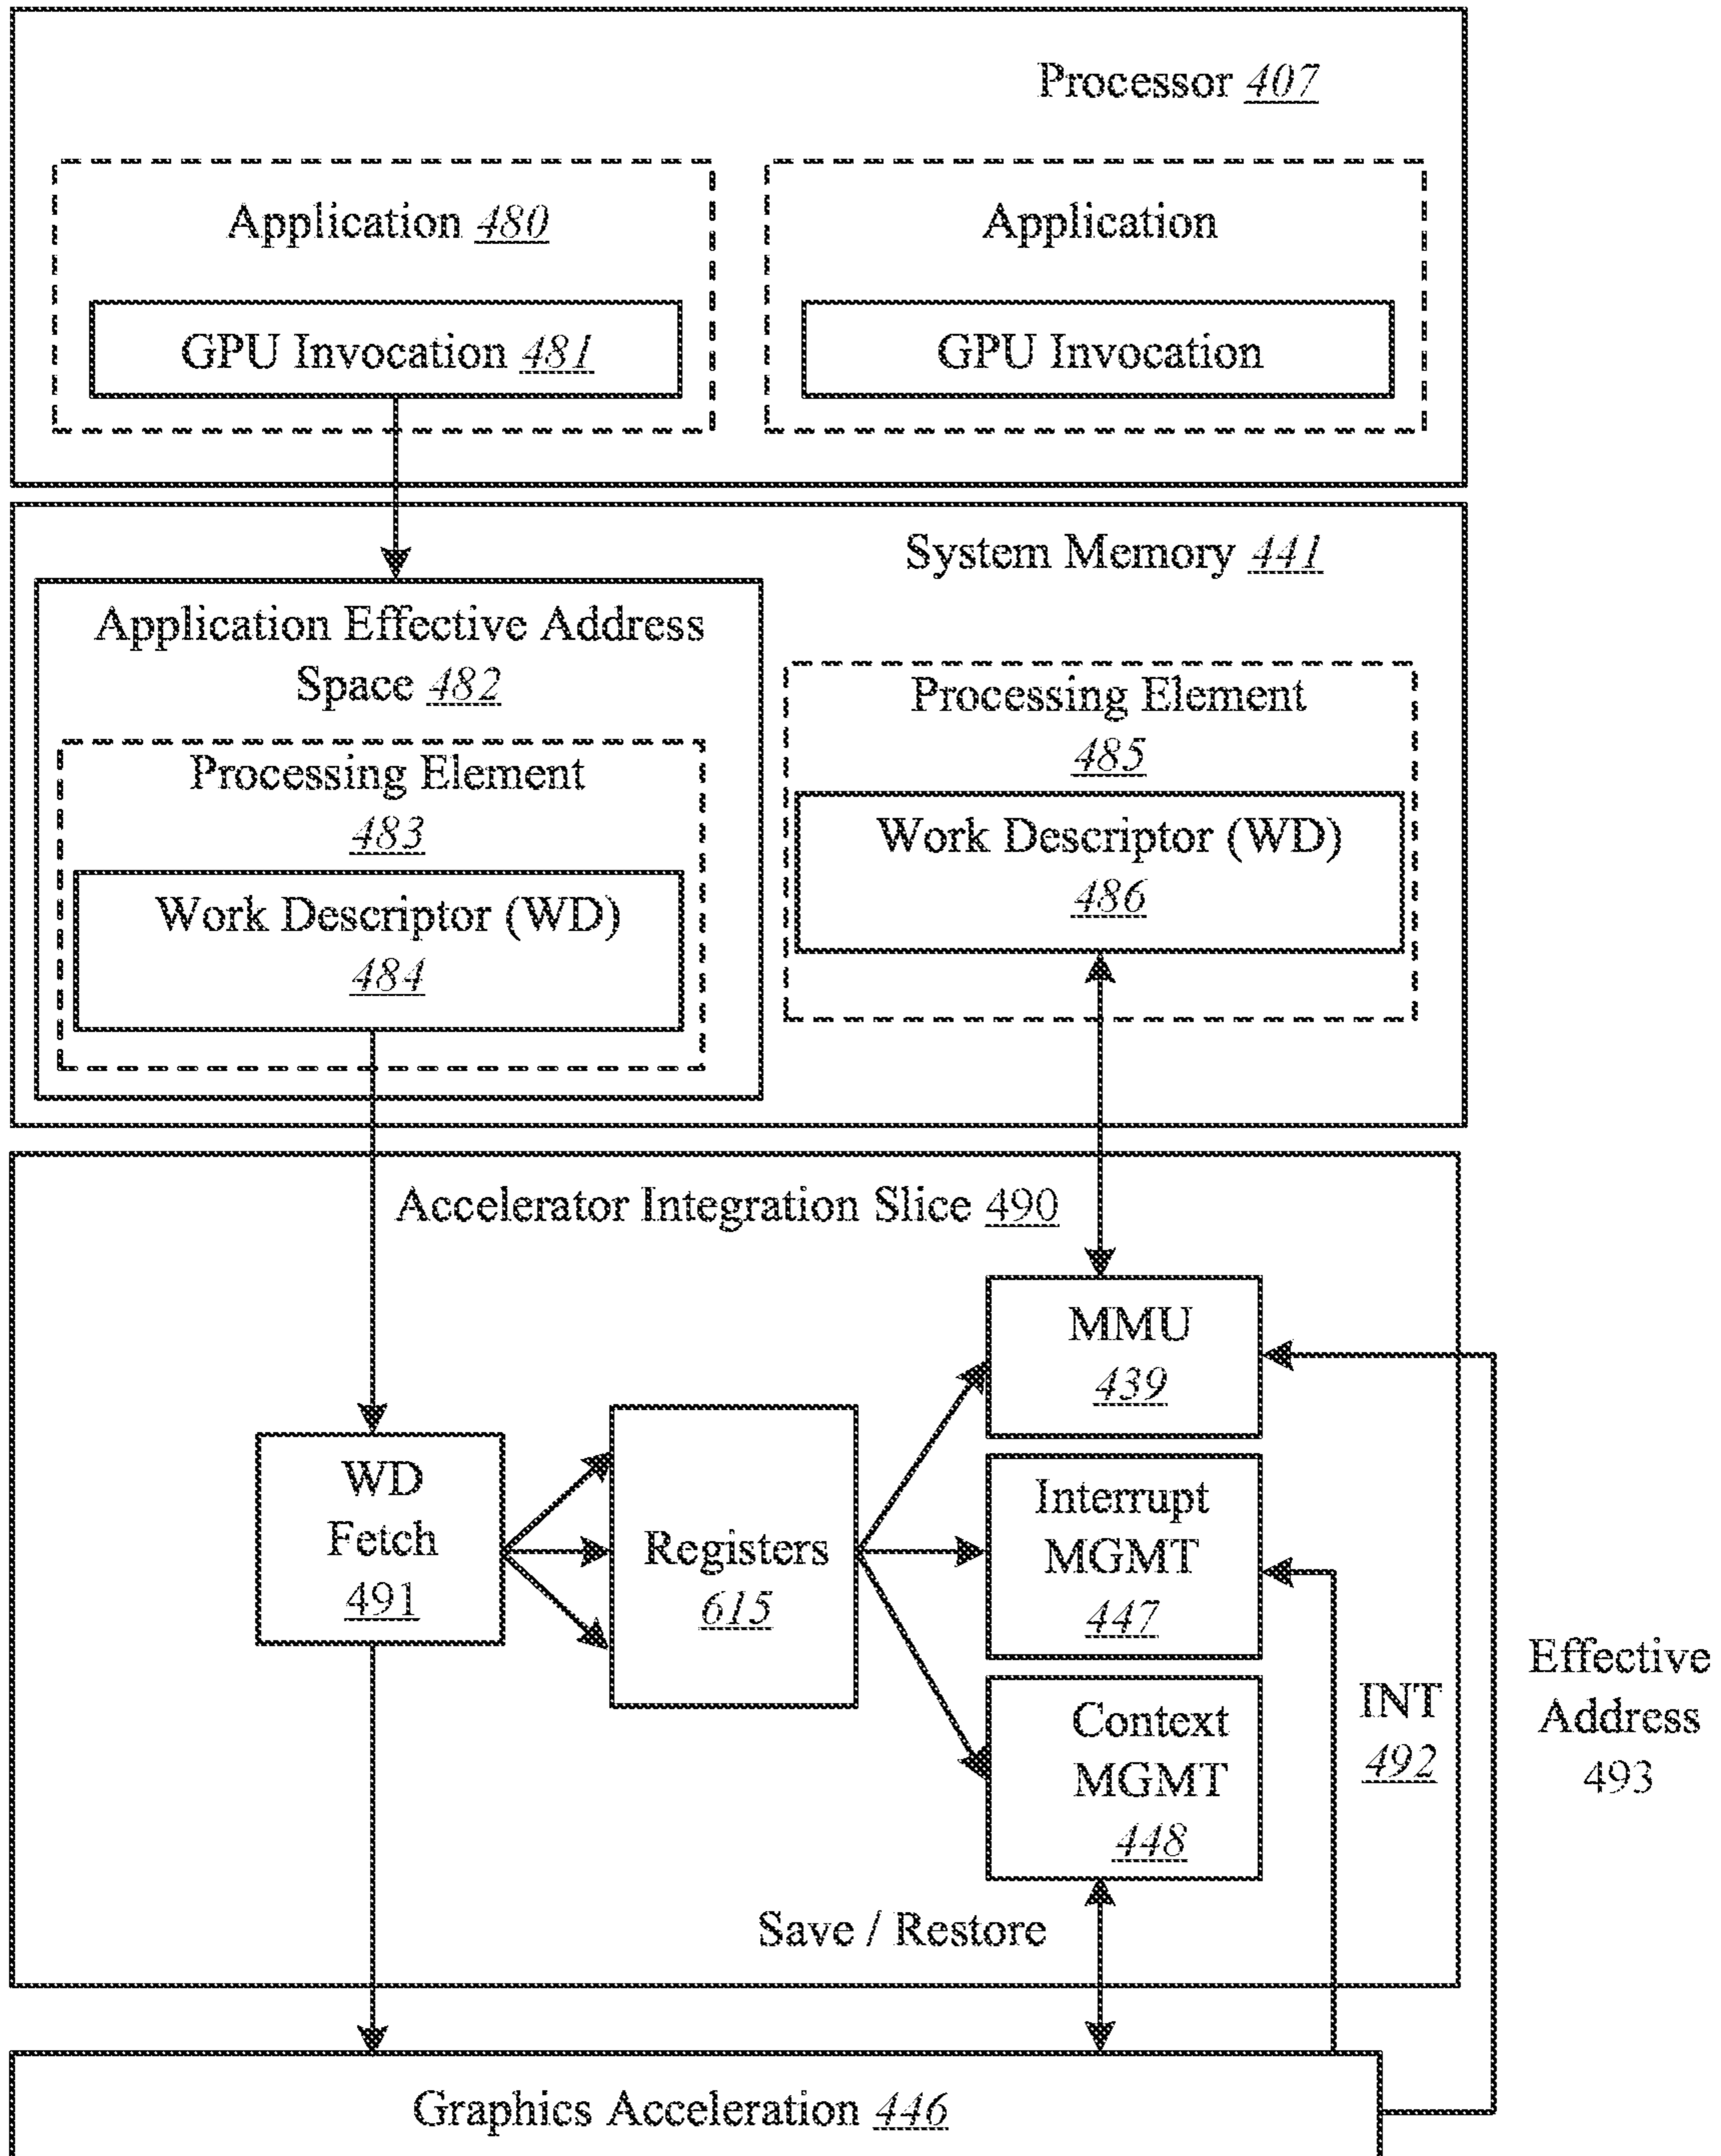 Processor 407
Application 480
Application
GPU Invocation 481
GPU Invocation
System Memory 441
Application Effective Address
Space 482
Processing Element
485
Processing Element
483
Work Descriptor (WD)
486
Work Descriptor (WD)
484
Accelerator Integration Slice 490
MMU
439
WD
Fetch
491
Registers
615
Interrupt
MGMT
447
Context
MGMT
448
INT
492
Effective
Address
493
Save / Restore
Graphics Acceleration 446